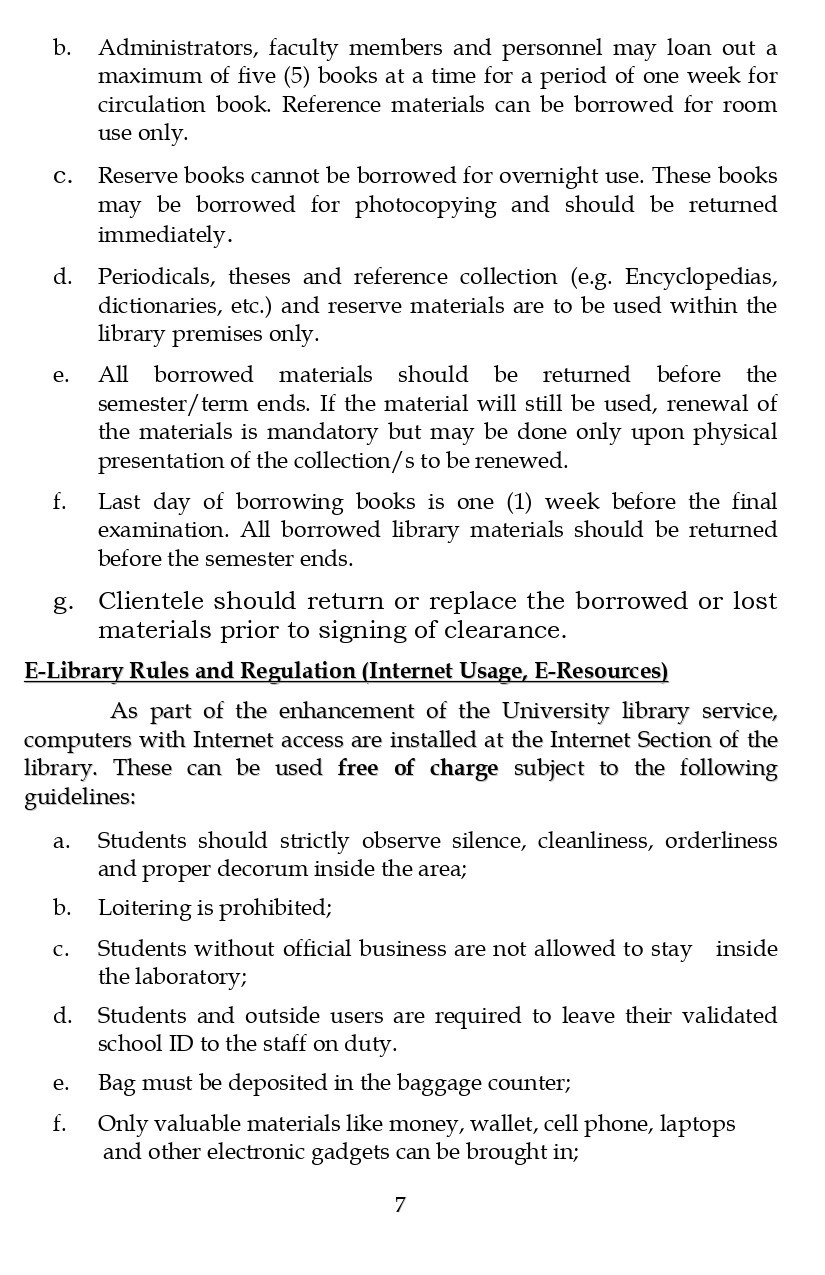 b. Administrators, faculty members and personnel may loan out a
maximum of five (5) books at a time for a period of one week for
circulation book. Reference materials can be borrowed for room
use only.
c. Reserve books cannot be borrowed for overnight use. These books
may be borrowed for photocopying and should be returned
immediately.
d. Periodicals, theses and reference collection (e.g. Encyclopedias,
dictionaries, etc.) and reserve materials are to be used within the
library premises only.
e. All borrowed materials should be returned before the
semester/term ends. If the material will still be used, renewal of
the materials is mandatory but may be done only upon physical
presentation of the collection/s to be renewed.
f. Last day of borrowing books is one (1) week before the final
examination. All borrowed library materials should be returned
before the semester ends.
g. Clientele should return or replace the borrowed or lost
materials prior to signing of clearance.
E-Library Rules and Regulation (Internet Usage, E-Resources)
As part of the enhancement of the University library service,
computers with Internet access are installed at the Internet Section of the
library. These can be used free of charge subject to the following
guidelines:
a. Students should strictly observe silence, cleanliness, orderliness
and proper decorum inside the area;
b. Loitering is prohibited;
c. Students without official business are not allowed to stay inside
the laboratory;
d. Students and outside users are required to leave their validated
school ID to the staff on duty.
e. Bag must be deposited in the baggage counter;
f. Only valuable materials like money, wallet, cell phone, laptops
and other electronic gadgets can be brought in;
7